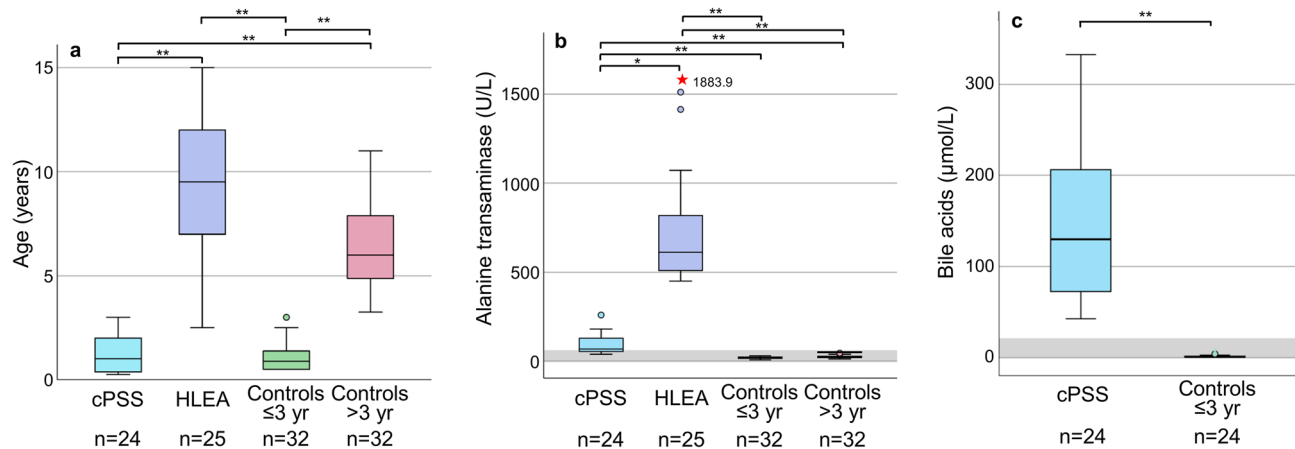 a
**
**
**
**
Age (years)
15
10
5
0
cPSS
HLEA
Controls
≤3 yr
Controls
>3 yr
n=24
n=25
n=32
n=32
b
**
**
**
**
*
1883.9
Alanine transaminase (U/L)
1500
1000
500
0
cPSS
HLEA
Controls
≤3 yr
Controls
>3 yr
n=24
n=25
n=32
n=32
c
**
Bile acids (µmol/L)
300
200
100
0
cPSS
Controls
≤3 yr
n=24
n=24